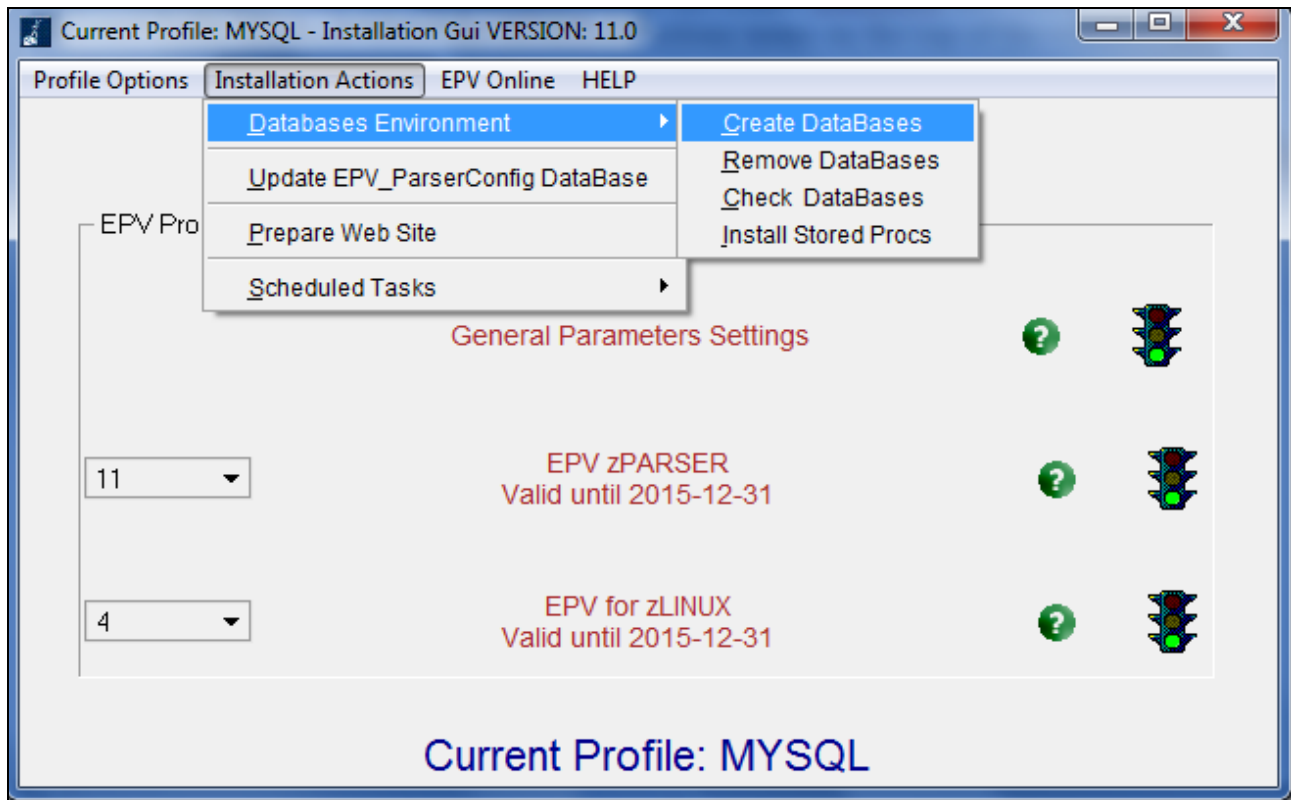 Current Profile: MYSQL - Installation Gui VERSION: 11.0
Profile Options Installation Actions EPV Online HELP
Databases Environment
Create DataBases
Remove DataBases
Check DataBases
Install Stored Procs
Update EPV_ParserConfig DataBase
Prepare Web Site
Scheduled Tasks
EPV Pro
General Parameters Settings
?
11
EPV zPARSER
Valid until 2015-12-31
?
4
EPV for zLINUX
Valid until 2015-12-31
?
Current Profile: MYSQL